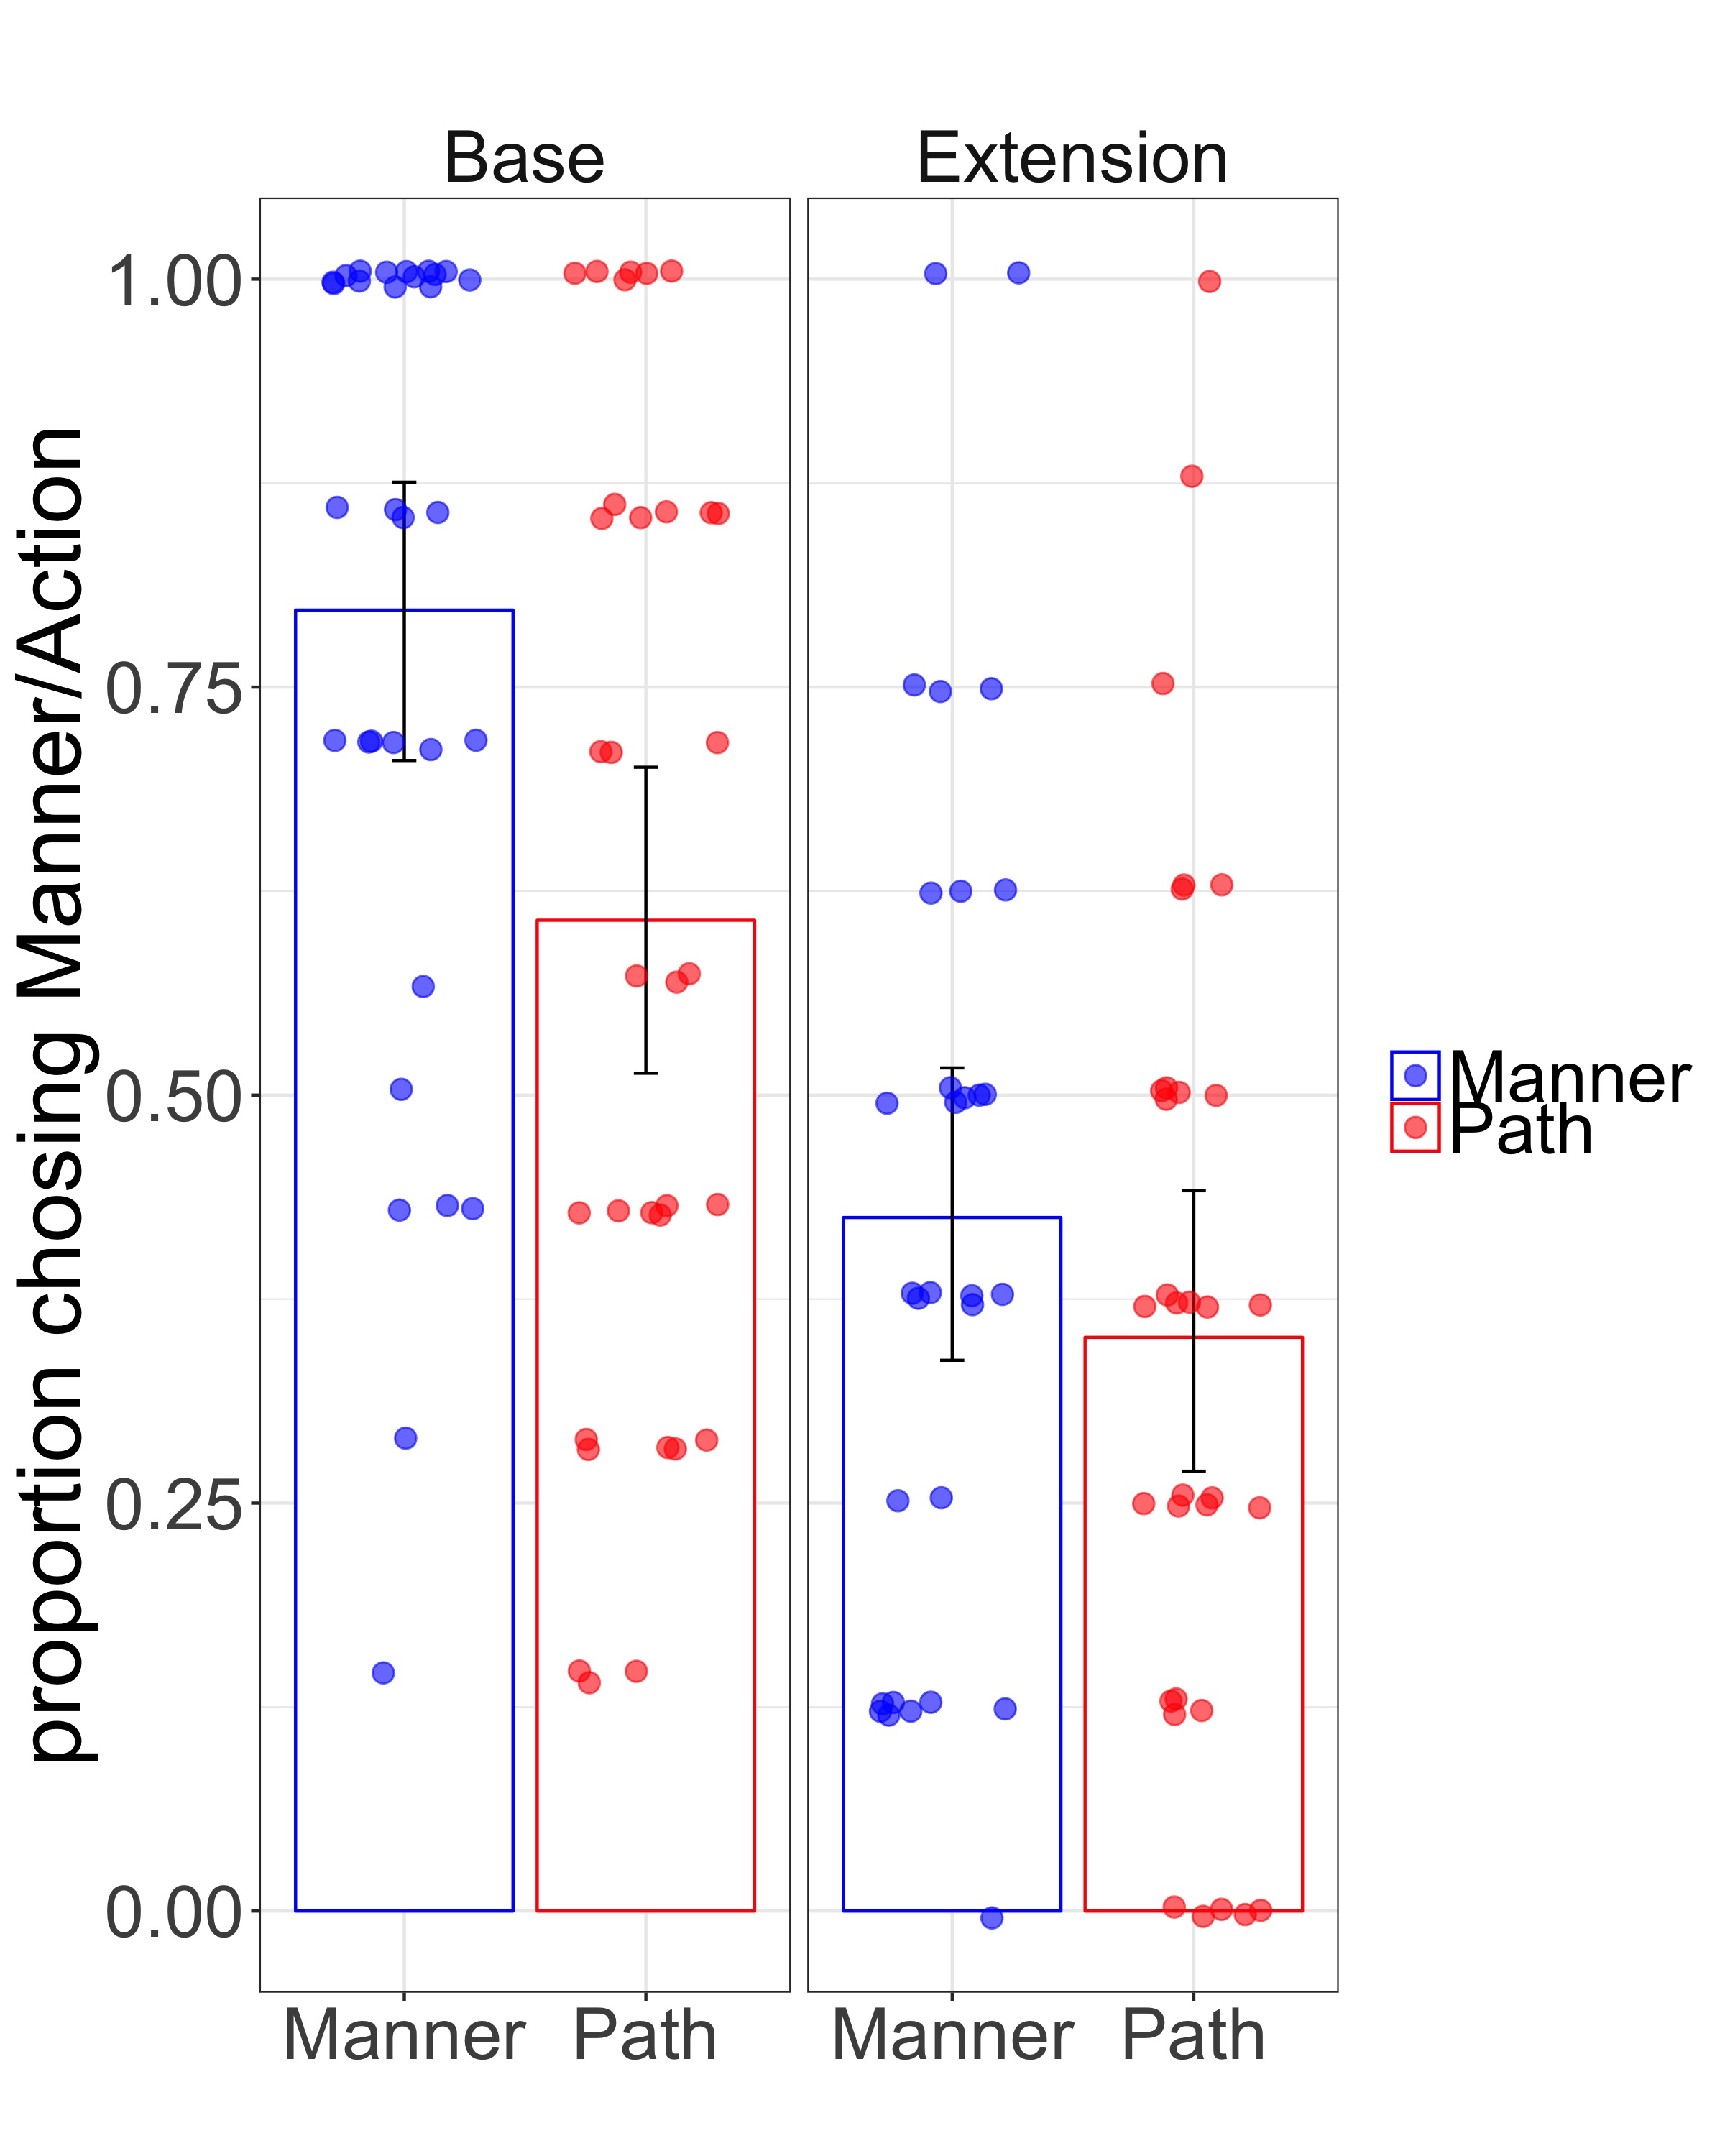 Base Extension
proportion chosing Manner/Action
1.00
0.75
0.50
0.25
0.00
Manner Path Manner Path
Manner
Path